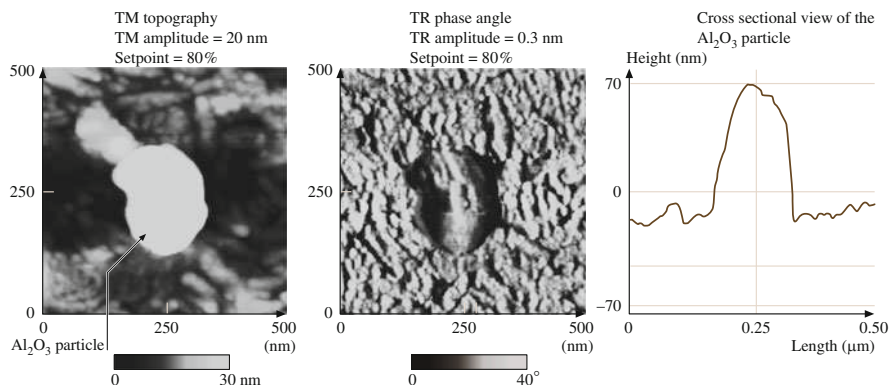 TM topography
TM amplitude = 20 nm
Setpoint = 80%
500
250
0
0
250
500
(nm)
Al₂O₃ particle
0
30 nm
TR phase angle
TR amplitude = 0.3 nm
Setpoint = 80%
500
250
0
0
250
500
(nm)
0
40°
Cross sectional view of the
Al₂O₃ particle
Height (nm)
70
0
–70
0
0.25
0.50
Length (μm)